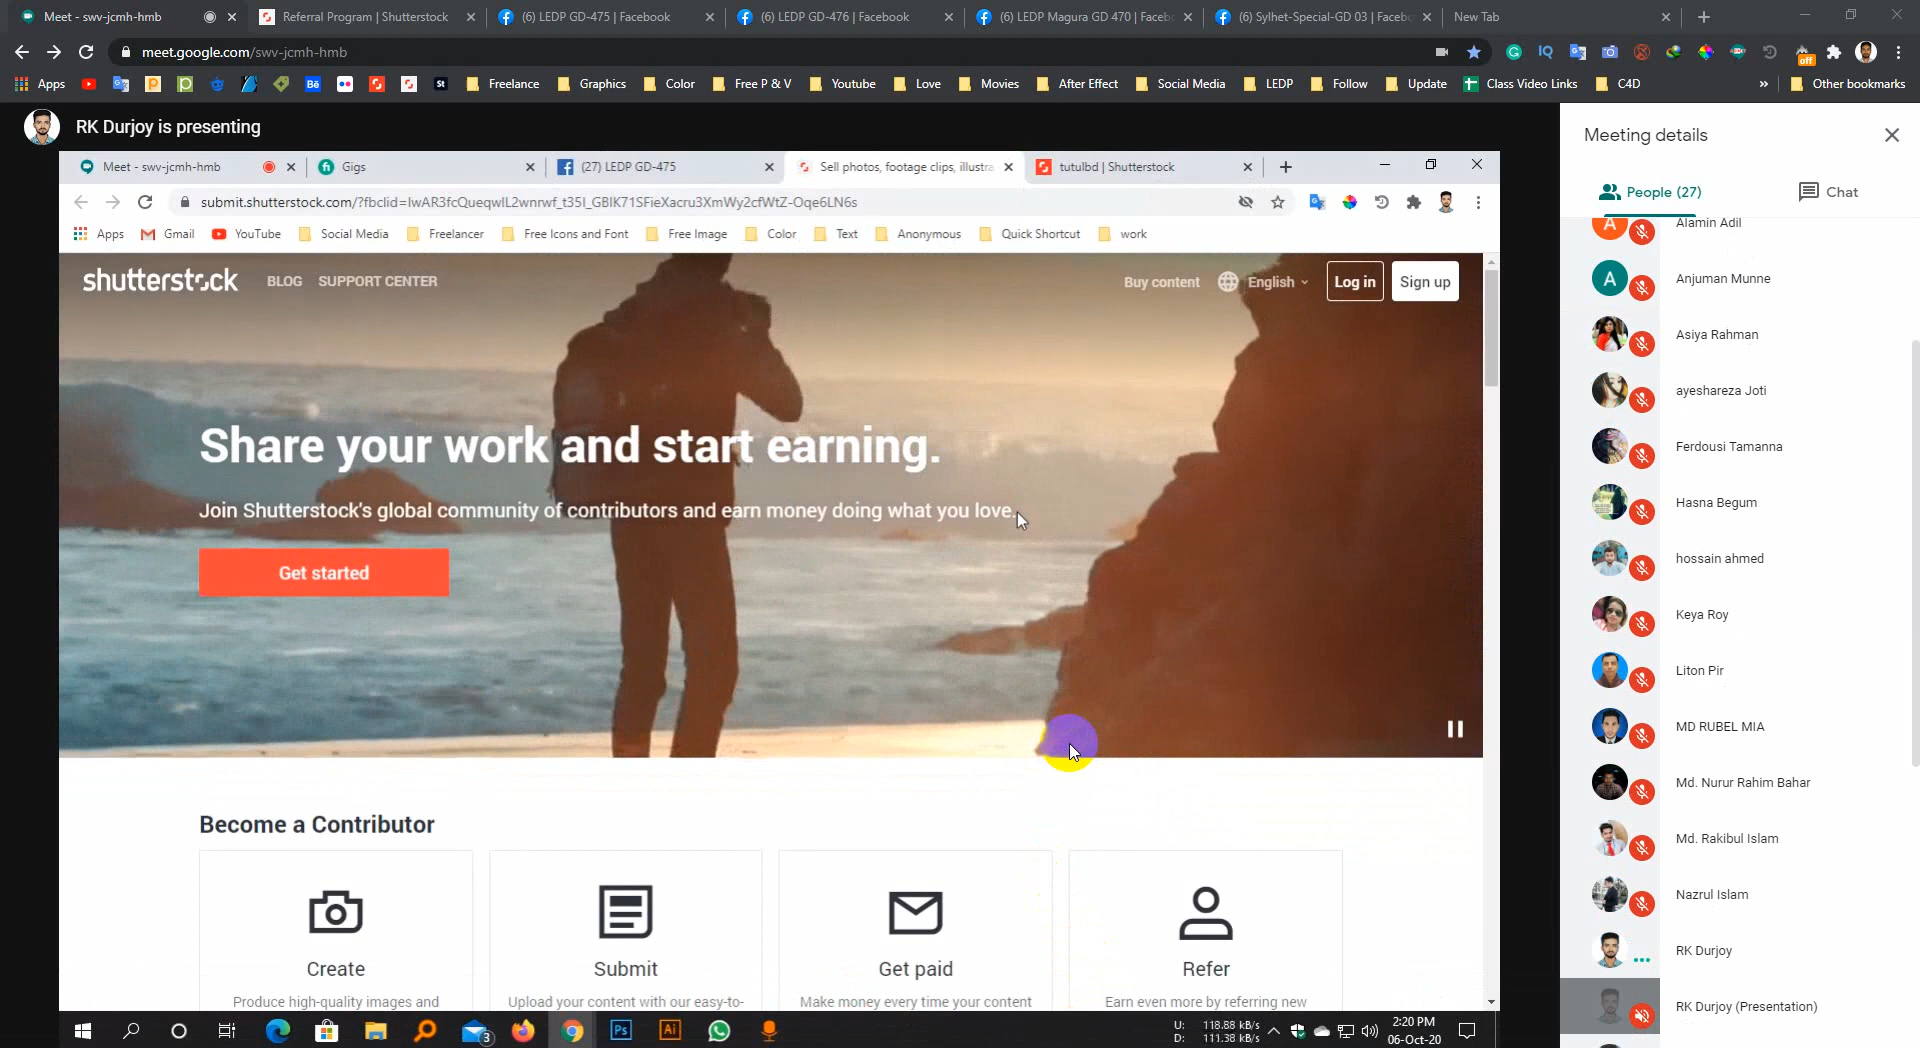 Meet - swv-jcmh-hmb
Referral Program | Shutterstock
(6) LEDP GD-475 | Facebook
(6) LEDP GD-476 | Facebook
(6) LEDP Magura GD 470 | Faceb
(6) Sylhet-Special-GD 03 | Faceb
New Tab
meet.google.com/swv-jcmh-hmb
off
Apps
Freelance
Graphics
Color
Free P & V
Youtube
Love
Movies
After Effect
Social Media
LEDP
Follow
Update
Class Video Links
C4D
»
Other bookmarks
RK Durjoy is presenting
Meet - swv-jcmh-hmb
Gigs
(27) LEDP GD-475
Sell photos, footage clips, illustra
tutulbd | Shutterstock
submit.shutterstock.com/?fbclid=IwAR3fcQueqwIL2wnrwf_t35I_GBIK71SFieXacru3XmWy2cfWtZ-Oqe6LN6s
Apps
Gmail
YouTube
Social Media
Freelancer
Free Icons and Font
Free Image
Color
Text
Anonymous
Quick Shortcut
work
shutterstock
BLOG
SUPPORT CENTER
Buy content
English
Log in
Sign up
Share your work and start earning.
Join Shutterstock's global community of contributors and earn money doing what you love.
Get started
Become a Contributor
Create
Produce high-quality images and
Submit
Upload your content with our easy-to-
Get paid
Make money every time your content
Refer
Earn even more by referring new
Ps
Ai
3
U: 118.88 kB/s
D: 111.38 kB/s
2:20 PM
06-Oct-20
Meeting details
People (27)
Chat
A
Alamin Adil
A
Anjuman Munne
Asiya Rahman
ayeshareza Joti
Ferdousi Tamanna
Hasna Begum
hossain ahmed
Keya Roy
Liton Pir
MD RUBEL MIA
Md. Nurur Rahim Bahar
Md. Rakibul Islam
Nazrul Islam
RK Durjoy
RK Durjoy (Presentation)